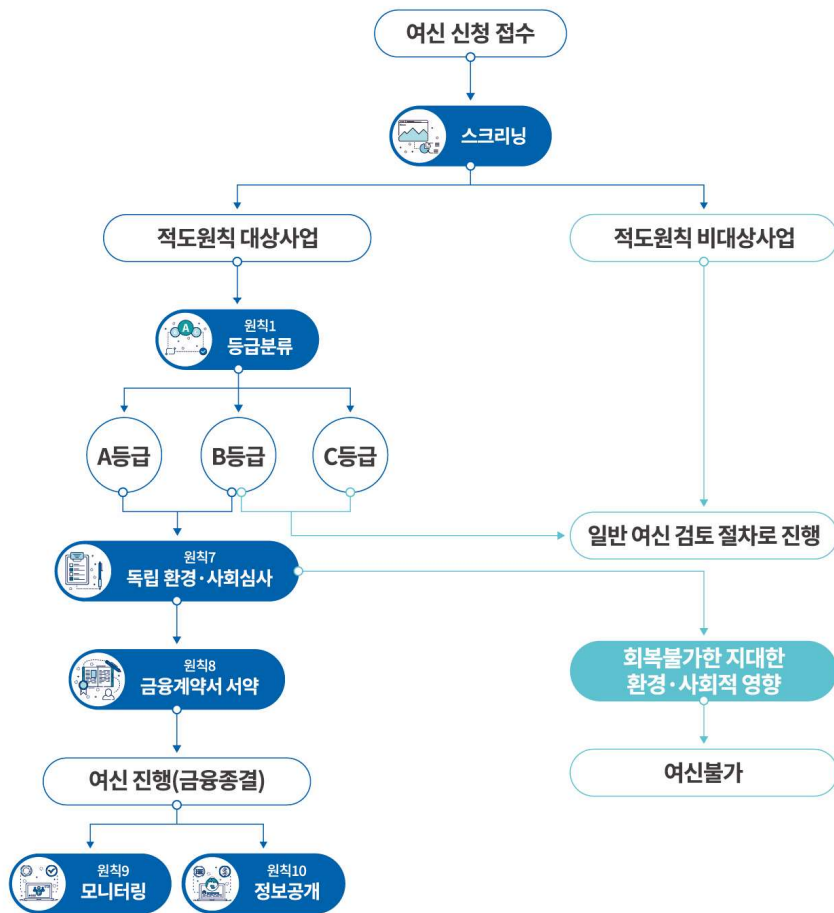 여신 신청 접수
스크리닝
적도원칙 대상사업
적도원칙 비대상사업
A
원칙1
등급분류
A등급
B등급
C등급
일반 여신 검토 절차로 진행
원칙7
독립 환경·사회심사
원칙8
금융계약서 서약
회복불가한 지대한
환경·사회적 영향
여신 진행(금융종결)
여신불가
원칙9
모니터링
원칙10
정보공개